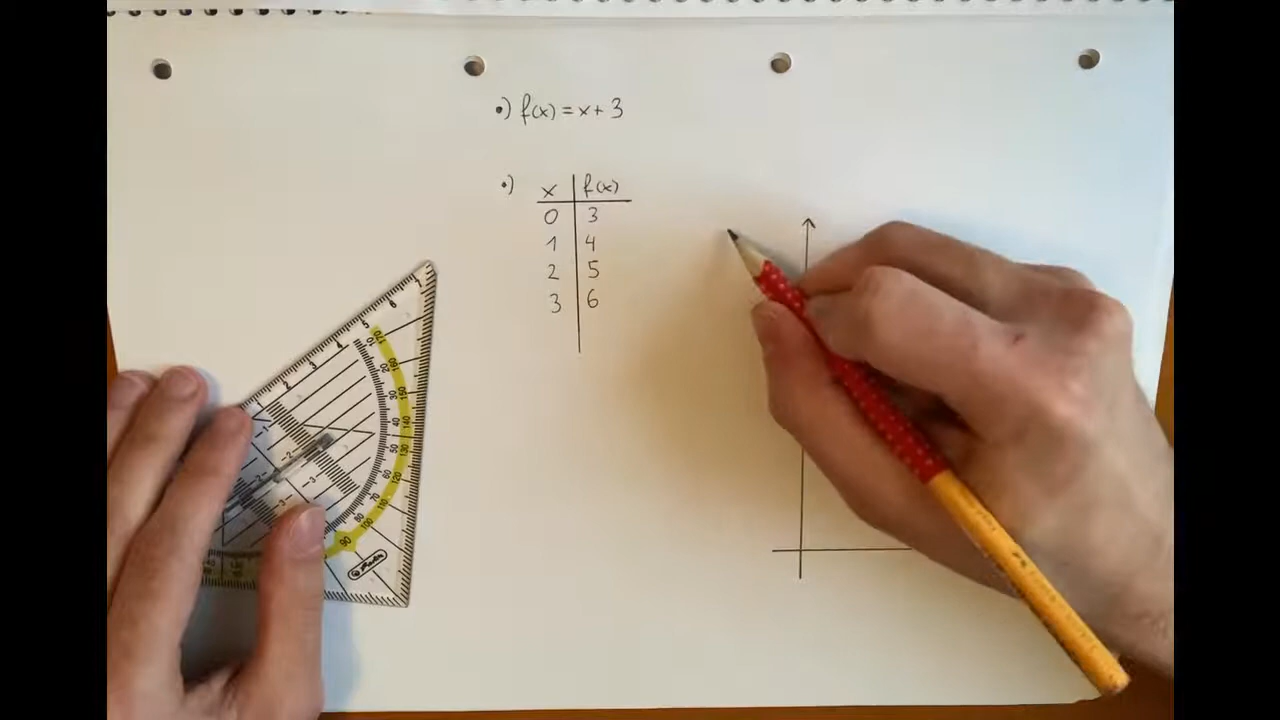 •) f(x) = x + 3
•) x f(x)
0 3
1 4
2 5
3 6